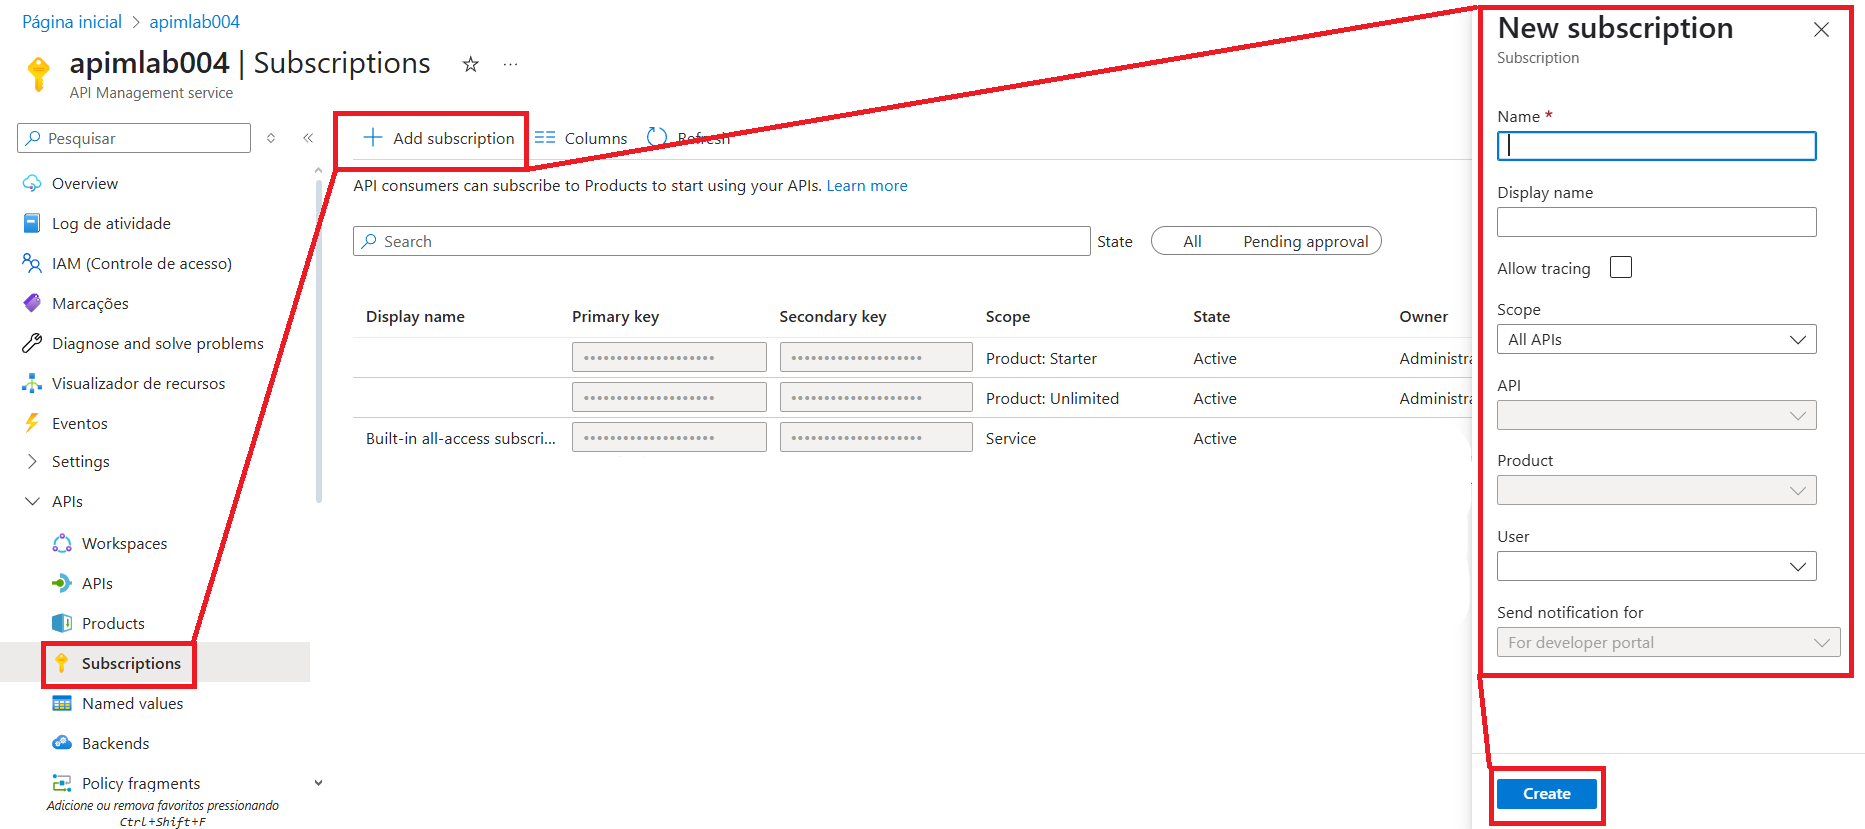 Página inicial > apimlab004
apimlab004 | Subscriptions
API Management service
Pesquisar
Overview
Log de atividade
IAM (Controle de acesso)
Marcações
Diagnose and solve problems
Visualizador de recursos
Eventos
Settings
APIs
Workspaces
APIs
Products
Subscriptions
Named values
Backends
Policy fragments
Adicione ou remova favoritos pressionando
Ctrl+Shift+F
Add subscription Columns Refresh
API consumers can subscribe to Products to start using your APIs. Learn more
Search State All Pending approval
Display name Primary key Secondary key Scope State Owner
•••••••••••••••••••• •••••••••••••••••••• Product: Starter Active Administra
•••••••••••••••••••• •••••••••••••••••••• Product: Unlimited Active Administra
Built-in all-access subscri... •••••••••••••••••••• •••••••••••••••••••• Service Active
New subscription
Subscription
Name *
Display name
Allow tracing
Scope
All APIs
API
Product
User
Send notification for
For developer portal
Create